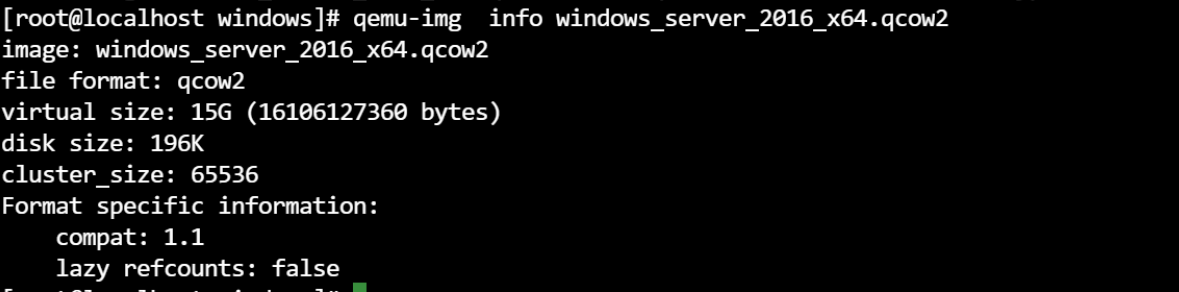 [root@localhost windows]# qemu-img  info windows_server_2016_x64.qcow2
image: windows_server_2016_x64.qcow2
file format: qcow2
virtual size: 15G (16106127360 bytes)
disk size: 196K
cluster_size: 65536
Format specific information:
    compat: 1.1
    lazy refcounts: false